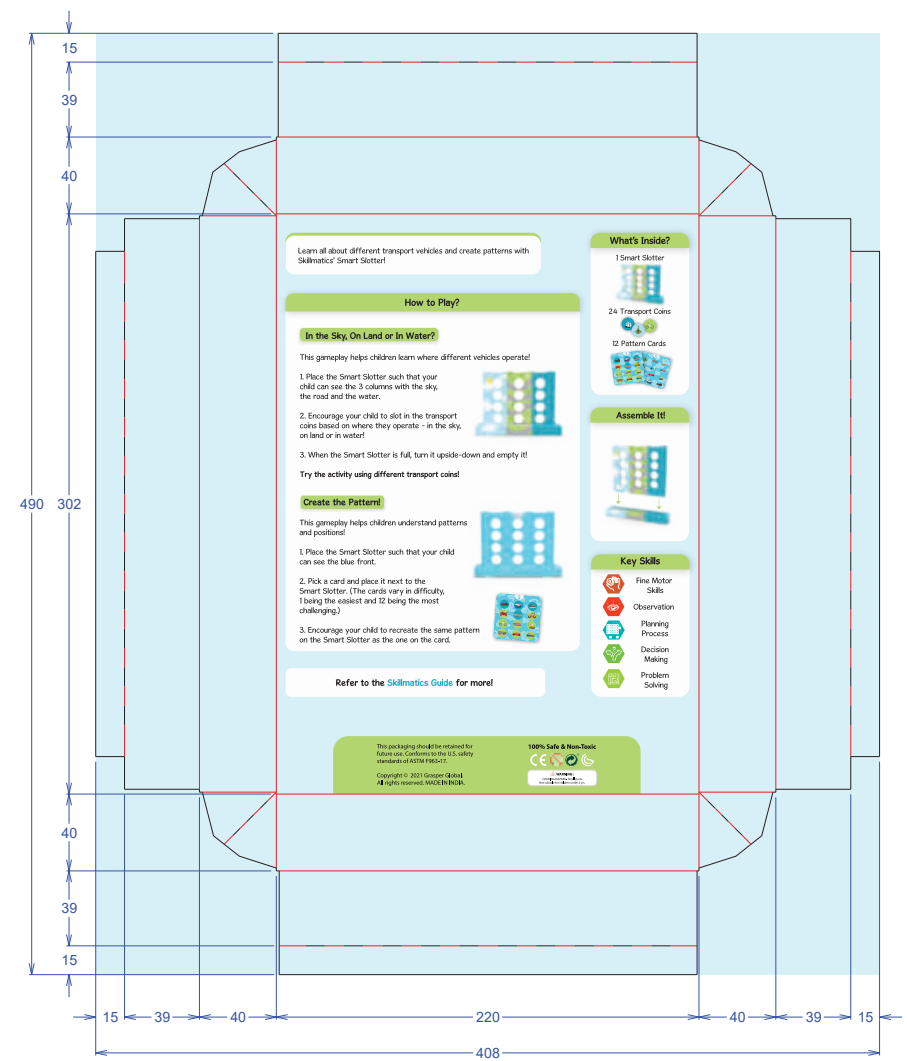 15
39
40
490
302
40
39
15
Learn all about different transport vehicles and create patterns with
Skillmatics' Smart Slotter!
How to Play?
In the Sky, On Land or In Water?
This gameplay helps children learn where different vehicles operate!
1. Place the Smart Slotter such that your
child can see the 3 columns with the sky,
the road and the water.
2. Encourage your child to slot in the transport
coins based on where they operate - in the sky,
on land or in water!
3. When the Smart Slotter is full, turn it upside-down and empty it!
Try the activity using different transport coins!
Create the Pattern!
This gameplay helps children understand patterns
and positions!
1. Place the Smart Slotter such that your child
can see the blue front.
2. Pick a card and place it next to the
Smart Slotter. (The cards vary in difficulty,
1 being the easiest and 12 being the most
challenging.)
3. Encourage your child to recreate the same pattern
on the Smart Slotter as the one on the card.
Refer to the Skillmatics Guide for more!
What's Inside?
1 Smart Slotter
24 Transport Coins
12 Pattern Cards
Assemble It!
Key Skills
Fine Motor
Skills
Observation
Planning
Process
Decision
Making
Problem
Solving
This packaging should be retained for
future use. Conforms to the U.S. safety
standards of ASTM F963-17.
Copyright © 2021 Grasper Global.
All rights reserved. MADE IN INDIA.
100% Safe & Non-Toxic
CE
WARNING:
15 39 40 220 40 39 15
408